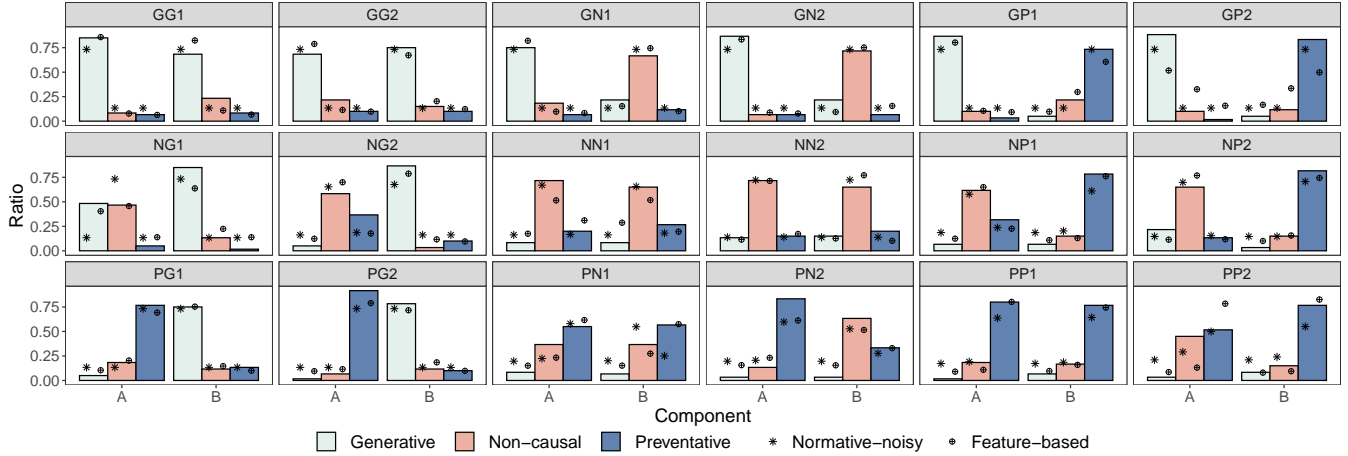 GG1 GG2 GN1 GN2 GP1 GP2
0.75
0.50
0.25
0.00
NG1 NG2 NN1 NN2 NP1 NP2
0.75
0.50
0.25
0.00
PG1 PG2 PN1 PN2 PP1 PP2
0.75
0.50
0.25
0.00
Ratio
A B A B A B A B A B A B
Component
Generative Non−causal Preventative Normative−noisy Feature−based